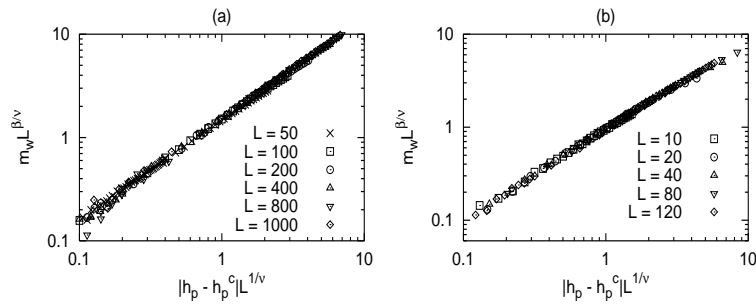 (a)
10
1
0.1
0.1 1 10
m_w L^{β/ν}
|h_p - h_p^c|L^{1/ν}
L = 50
L = 100
L = 200
L = 400
L = 800
L = 1000
(b)
10
1
0.1
0.1 1 10
m_w L^{β/ν}
|h_p - h_p^c|L^{1/ν}
L = 10
L = 20
L = 40
L = 80
L = 120